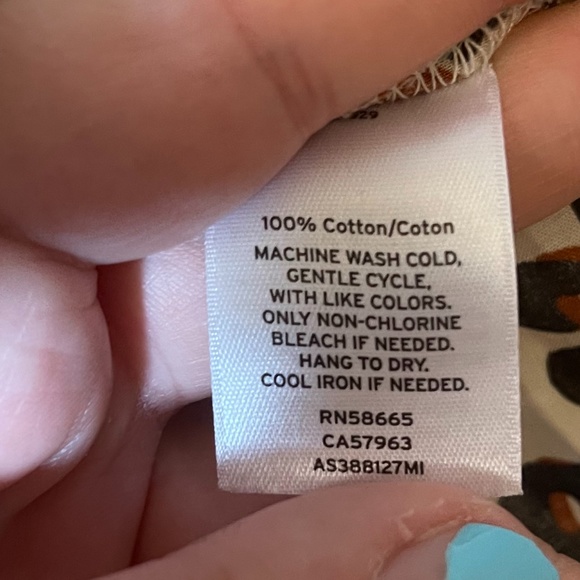 100% Cotton/Coton
MACHINE WASH COLD,
GENTLE CYCLE,
WITH LIKE COLORS.
ONLY NON-CHLORINE
BLEACH IF NEEDED.
HANG TO DRY.
COOL IRON IF NEEDED.
RN58665
CA57963
AS388127MI